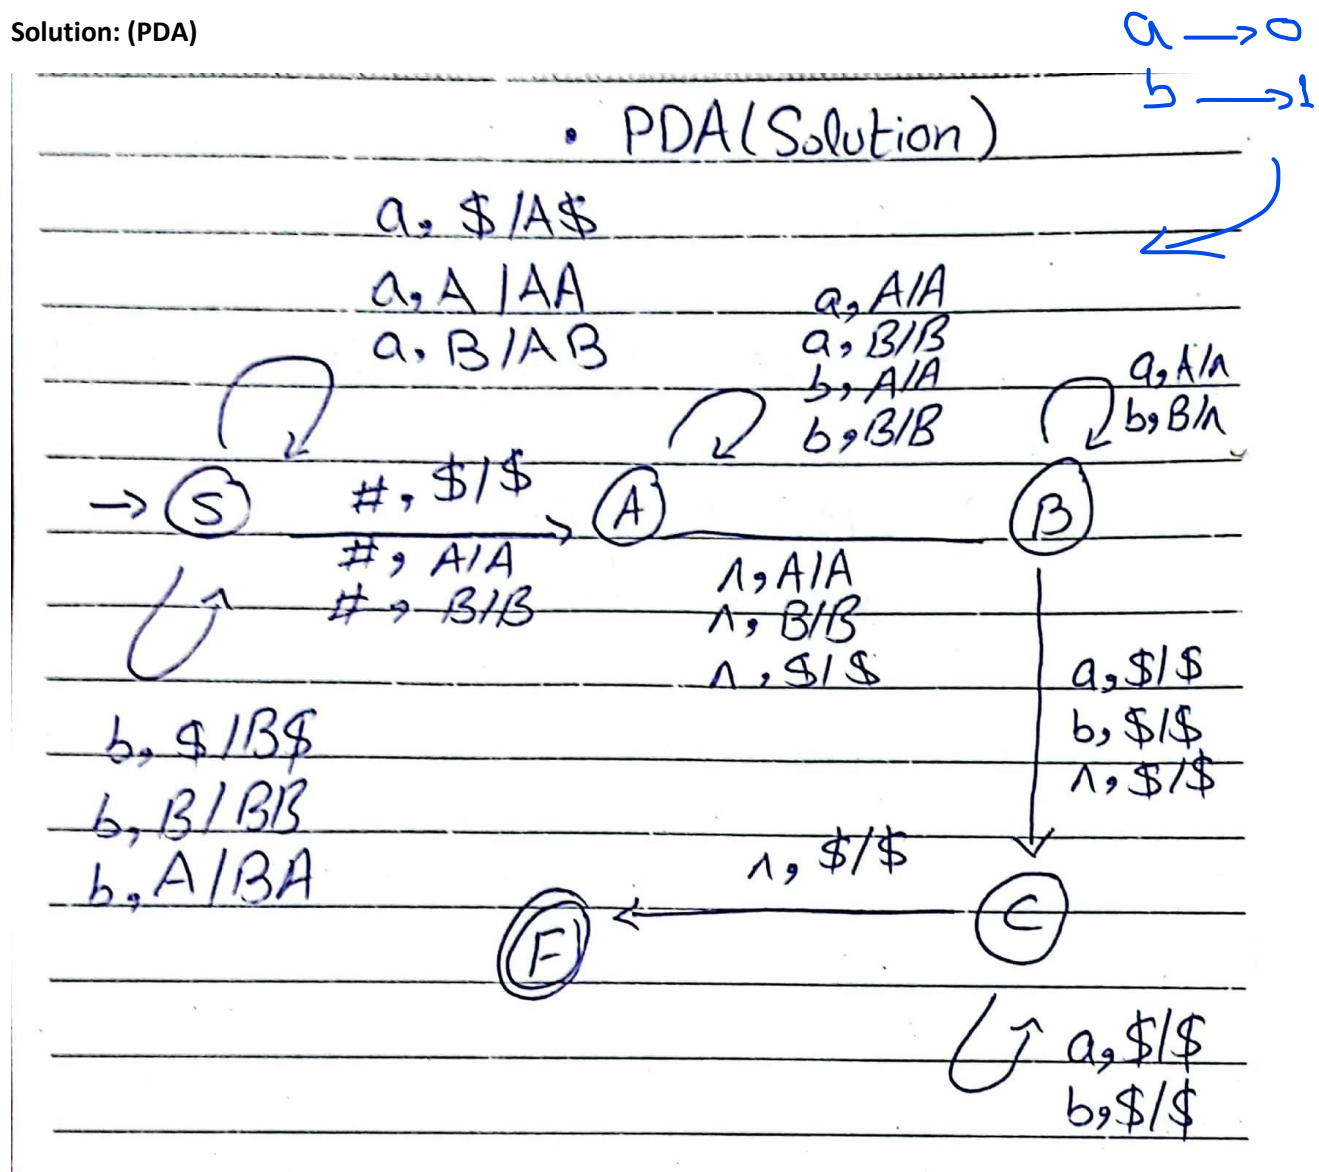 Solution: (PDA)
a → 0
b → 1
• PDA (Solution)
a, $/A$
a, A/AA
a, B/AB
a, A/A
a, B/B
b, A/A
b, B/B
a, A/^
b, B/^
→ S
#, $/$
#, A/A
#, B/B
A
^, A/A
^, B/B
^, $/$
B
a, $/$
b, $/$
^, $/$
b, $/B$
b, B/BB
b, A/BA
^, $/$
F
C
a, $/$
b, $/$